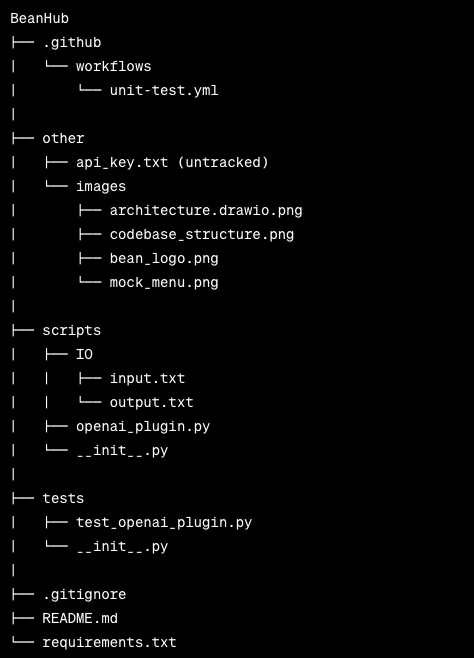 BeanHub
├── .github
|   └── workflows
|       └── unit-test.yml
|
├── other
|   ├── api_key.txt (untracked)
|   └── images
|       ├── architecture.drawio.png
|       ├── codebase_structure.png
|       ├── bean_logo.png
|       └── mock_menu.png
|
├── scripts
|   ├── IO
|   |   ├── input.txt
|   |   └── output.txt
|   ├── openai_plugin.py
|   └── __init__.py
|
├── tests
|   ├── test_openai_plugin.py
|   └── __init__.py
|
├── .gitignore
├── README.md
└── requirements.txt